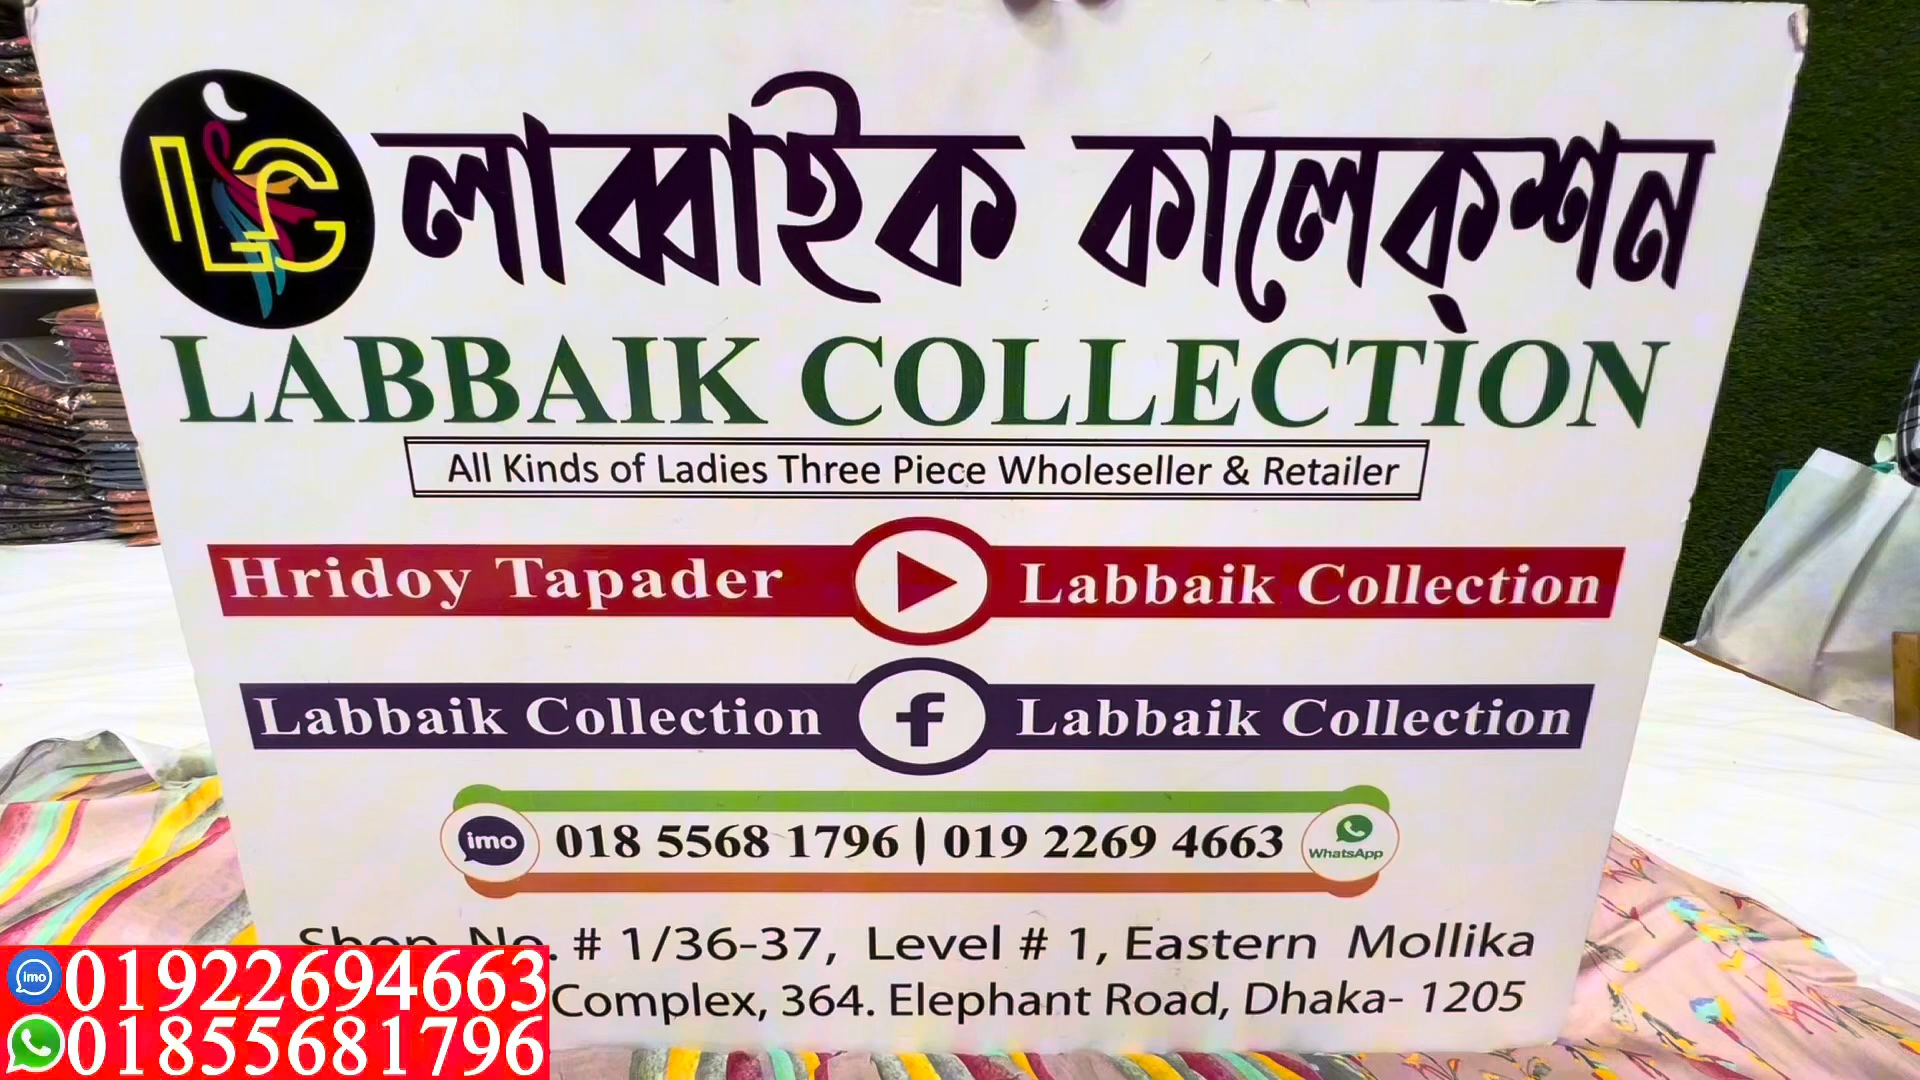 LC
লাব্বাইক কালেক্শন
LABBAIK COLLECTION
All Kinds of Ladies Three Piece Wholeseller & Retailer
Hridoy Tapader Labbaik Collection
Labbaik Collection f Labbaik Collection
imo 018 5568 1796 | 019 2269 4663 WhatsApp
Shop No. # 1/36-37, Level # 1, Eastern Mollika
Complex, 364. Elephant Road, Dhaka- 1205
imo 01922694663
01855681796